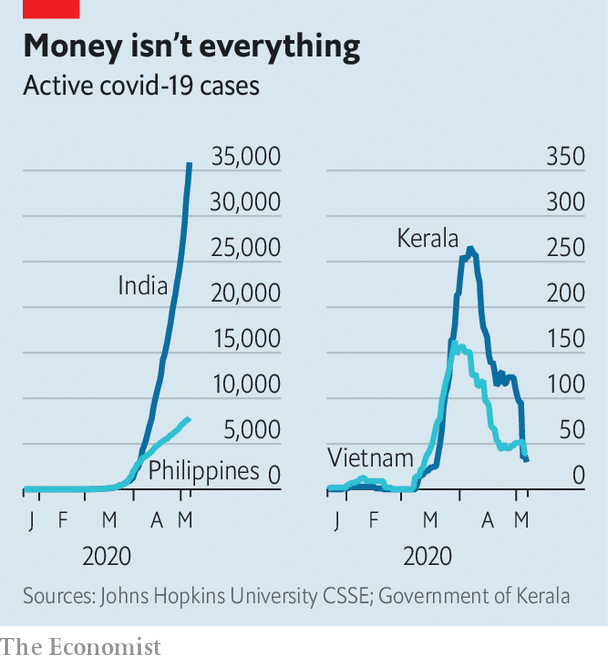 Money isn't everything
Active covid-19 cases
35,000
30,000
25,000
20,000
15,000
10,000
5,000
0
India
Philippines
J F M A M
2020
350
300
250
200
150
100
50
0
Kerala
Vietnam
J F M A M
2020
Sources: Johns Hopkins University CSSE; Government of Kerala
The Economist